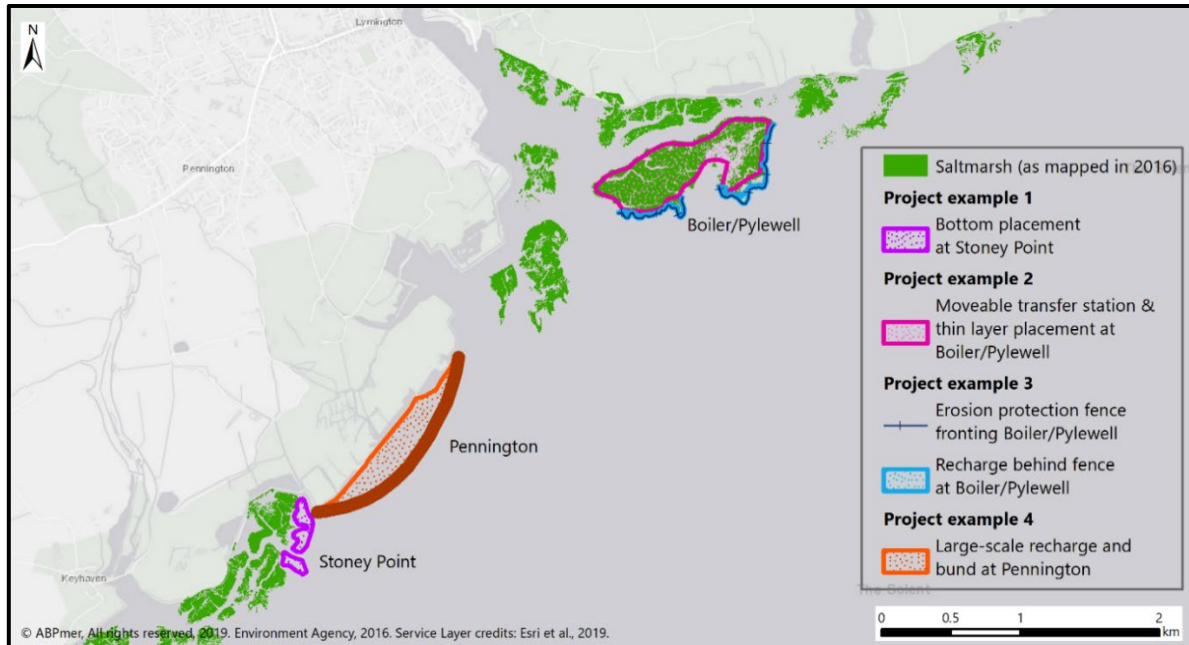 N
Lymington
Pennington
Boiler/Pylewell
Pennington
Stoney Point
Keyhaven
Saltmarsh (as mapped in 2016)
Project example 1
Bottom placement
at Stoney Point
Project example 2
Moveable transfer station &
thin layer placement at
Boiler/Pylewell
Project example 3
Erosion protection fence
fronting Boiler/Pylewell
Recharge behind fence
at Boiler/Pylewell
Project example 4
Large-scale recharge and
bund at Pennington
The Solent
0 0.5 1 2
km
© ABPmer, All rights reserved, 2019. Environment Agency, 2016. Service Layer credits: Esri et al., 2019.